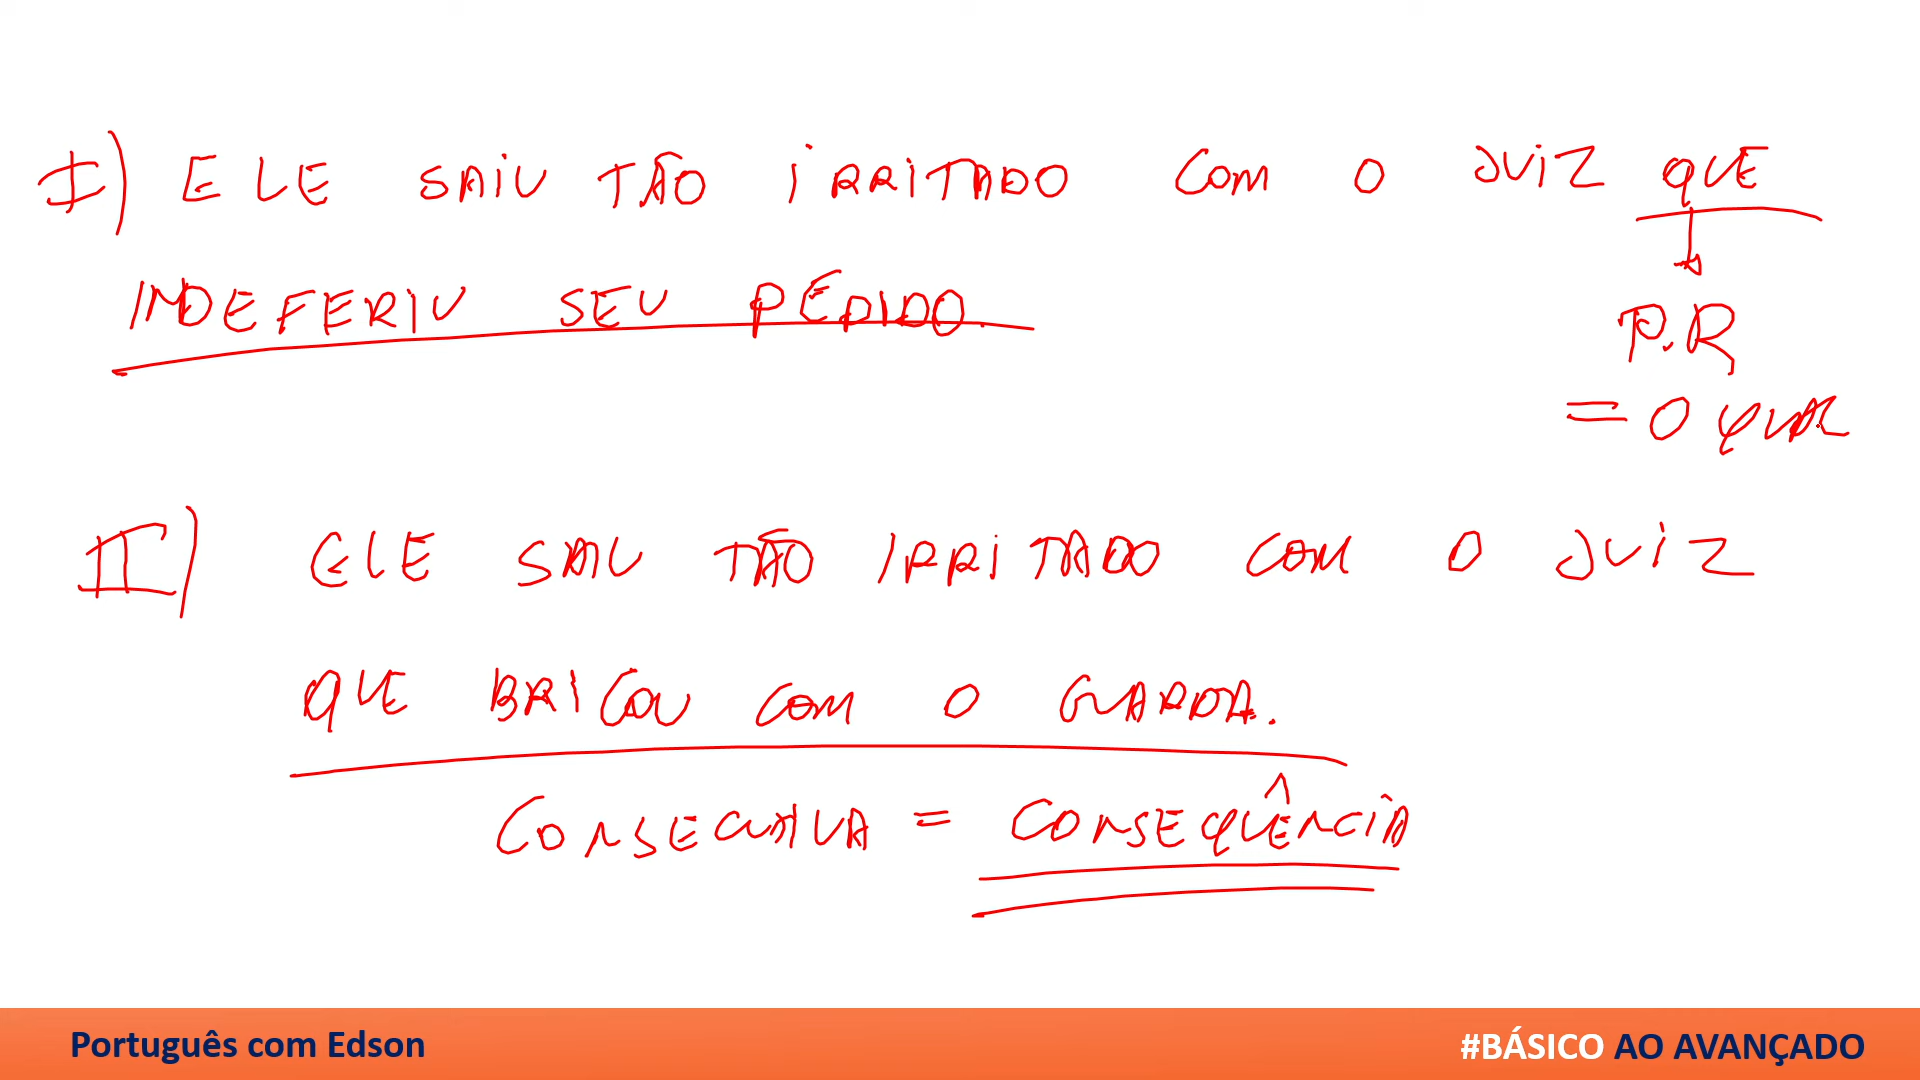 I) ELE SAIU TÃO IRRITADO COM O JUIZ QUE
INDEFERIU SEU PEDIDO.
P.R
= O QUAL
II) ELE SAIU TÃO IRRITADO COM O JUIZ
QUE BRIGOU COM O GUARDA.
CONSECUTIVA = CONSEQUÊNCIA
Português com Edson
#BÁSICO AO AVANÇADO